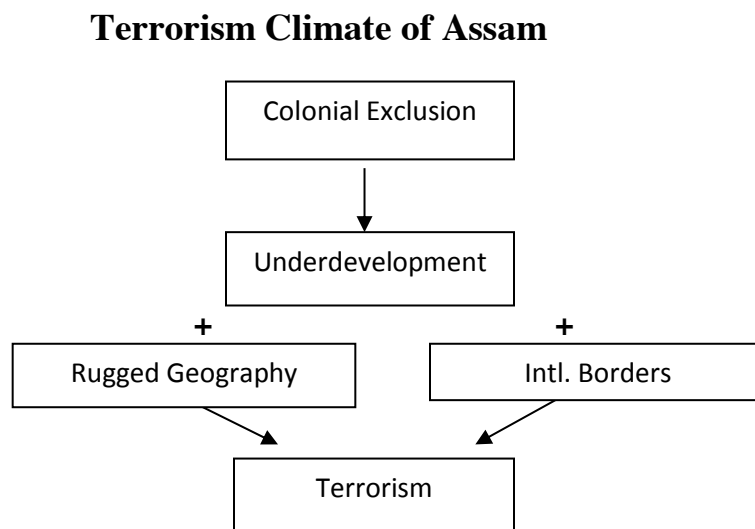 Terrorism Climate of Assam
Colonial Exclusion
Underdevelopment
+ +
Rugged Geography Intl. Borders
Terrorism